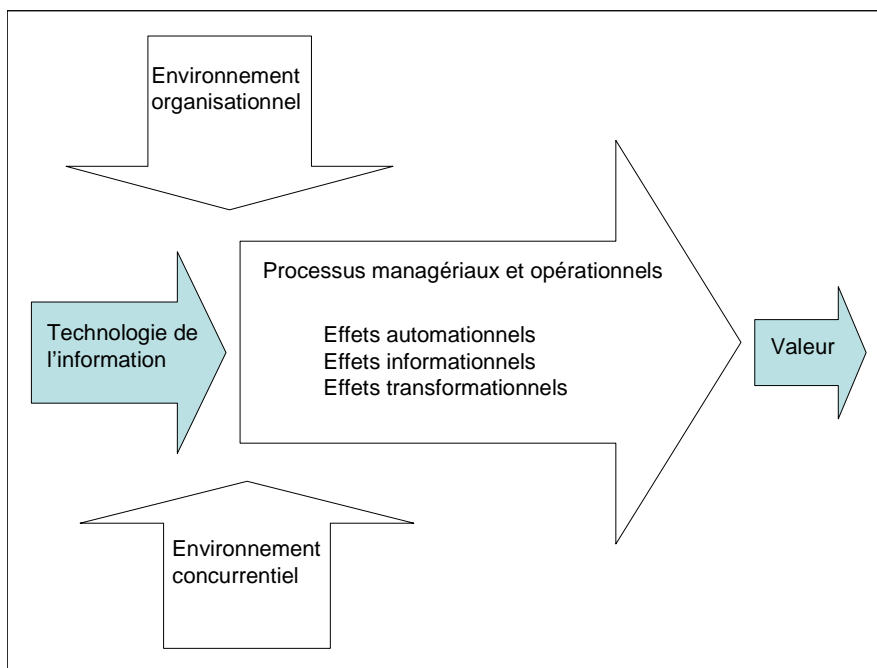 Environnement
organisationnel
Processus managériaux et opérationnels
Technologie de
l'information
Effets automationnels
Effets informationnels
Effets transformationnels
Valeur
Environnement
concurrentiel